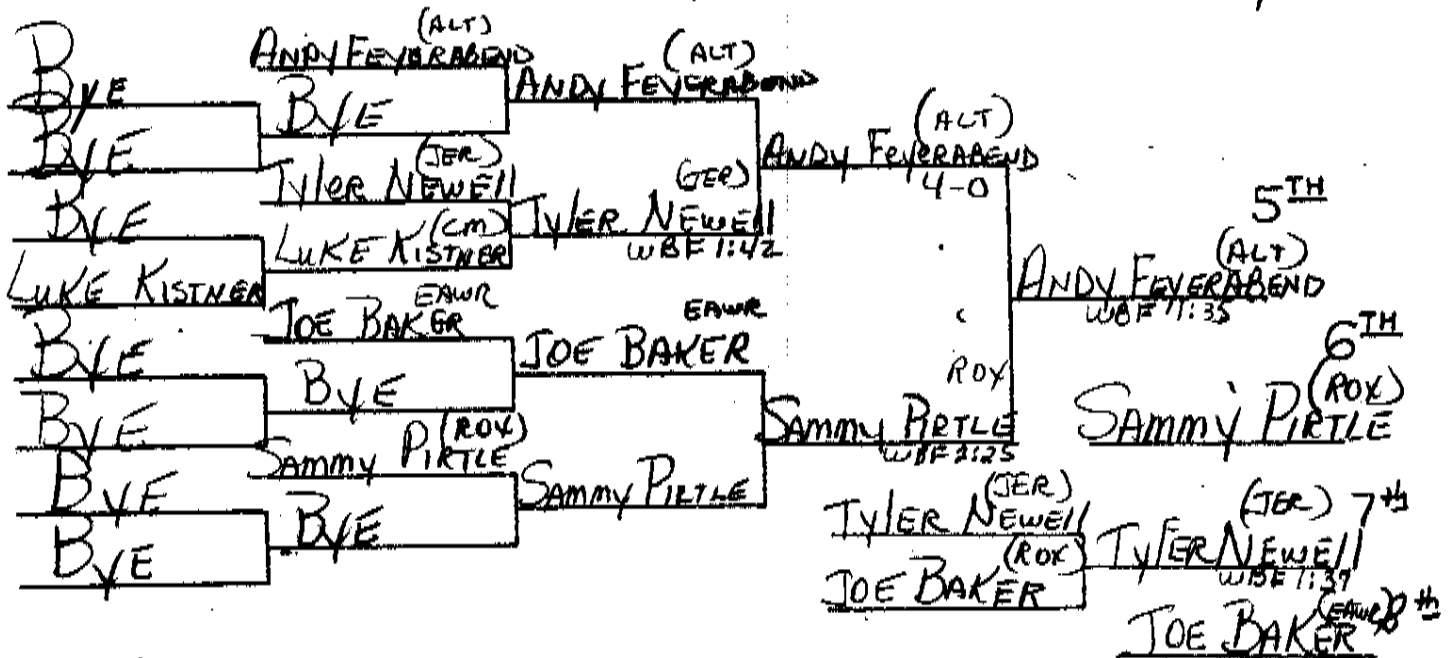 BYE
BYE
BYE
LUKE KISTNER
BYE
BYE
BYE
BYE
(ALT)
ANDY FEYERABEND
BYE
(JER)
TYLER NEWELL
(CM)
LUKE KISTNER
EAWR
JOE BAKER
BYE
(ROX)
SAMMY PIRTLE
BYE
(ALT)
ANDY FEYERABEND
(JER)
TYLER NEWELL
WBF 1:42
EAWR
JOE BAKER
SAMMY PIRTLE
(ALT)
ANDY FEYERABEND
4-0
ROX
SAMMY PIRTLE
WBF 2:25
5TH
(ALT)
ANDY FEYERABEND
WBF 1:35
6TH
(ROX)
SAMMY PIRTLE
(JER)
TYLER NEWELL
(ROX)
JOE BAKER
(JER) 7th
TYLER NEWELL
WBF 1:39
(EAWR) 8th
JOE BAKER